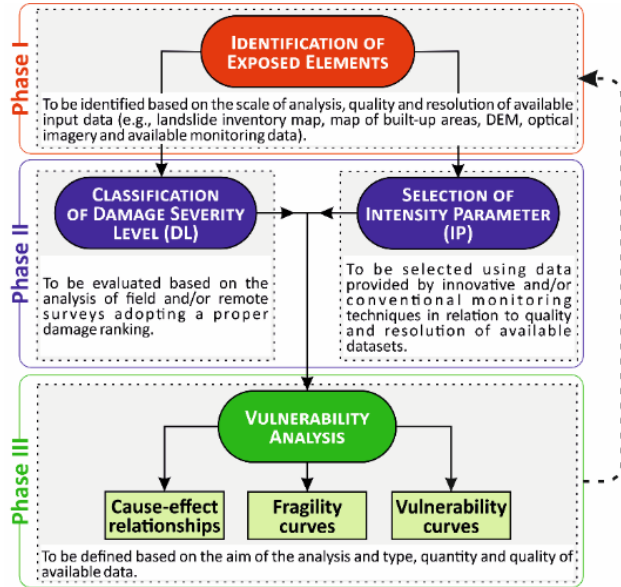 Phase I
IDENTIFICATION OF
EXPOSED ELEMENTS
To be identified based on the scale of analysis, quality and resolution of available
input data (e.g., landslide inventory map, map of built-up areas, DEM, optical
imagery and available monitoring data).
Phase II
CLASSIFICATION
OF DAMAGE SEVERITY
LEVEL (DL)
To be evaluated based on the
analysis of field and/or remote
surveys adopting a proper
damage ranking.
SELECTION OF
INTENSITY PARAMETER
(IP)
To be selected using data
provided by innovative and/or
conventional monitoring
techniques in relation to quality
and resolution of available
datasets.
Phase III
VULNERABILITY
ANALYSIS
Cause-effect
relationships
Fragility
curves
Vulnerability
curves
To be defined based on the aim of the analysis and type, quantity and quality of
available data.